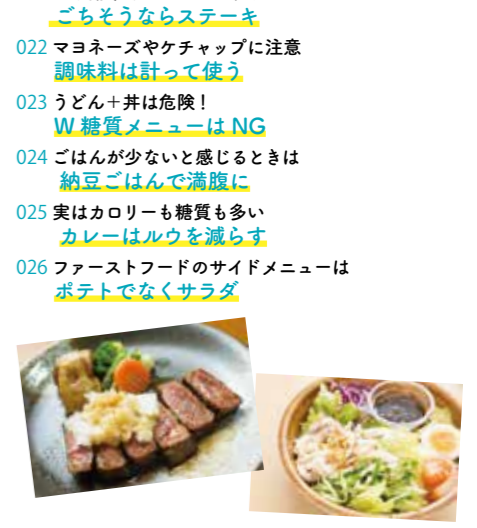 ごちそうならステーキ
022 マヨネーズやケチャップに注意
調味料は計って使う
023 うどん＋丼は危険！
W 糖質メニューは NG
024 ごはんが少ないと感じるときは
納豆ごはんで満腹に
025 実はカロリーも糖質も多い
カレーはルウを減らす
026 ファーストフードのサイドメニューは
ポテトでなくサラダ